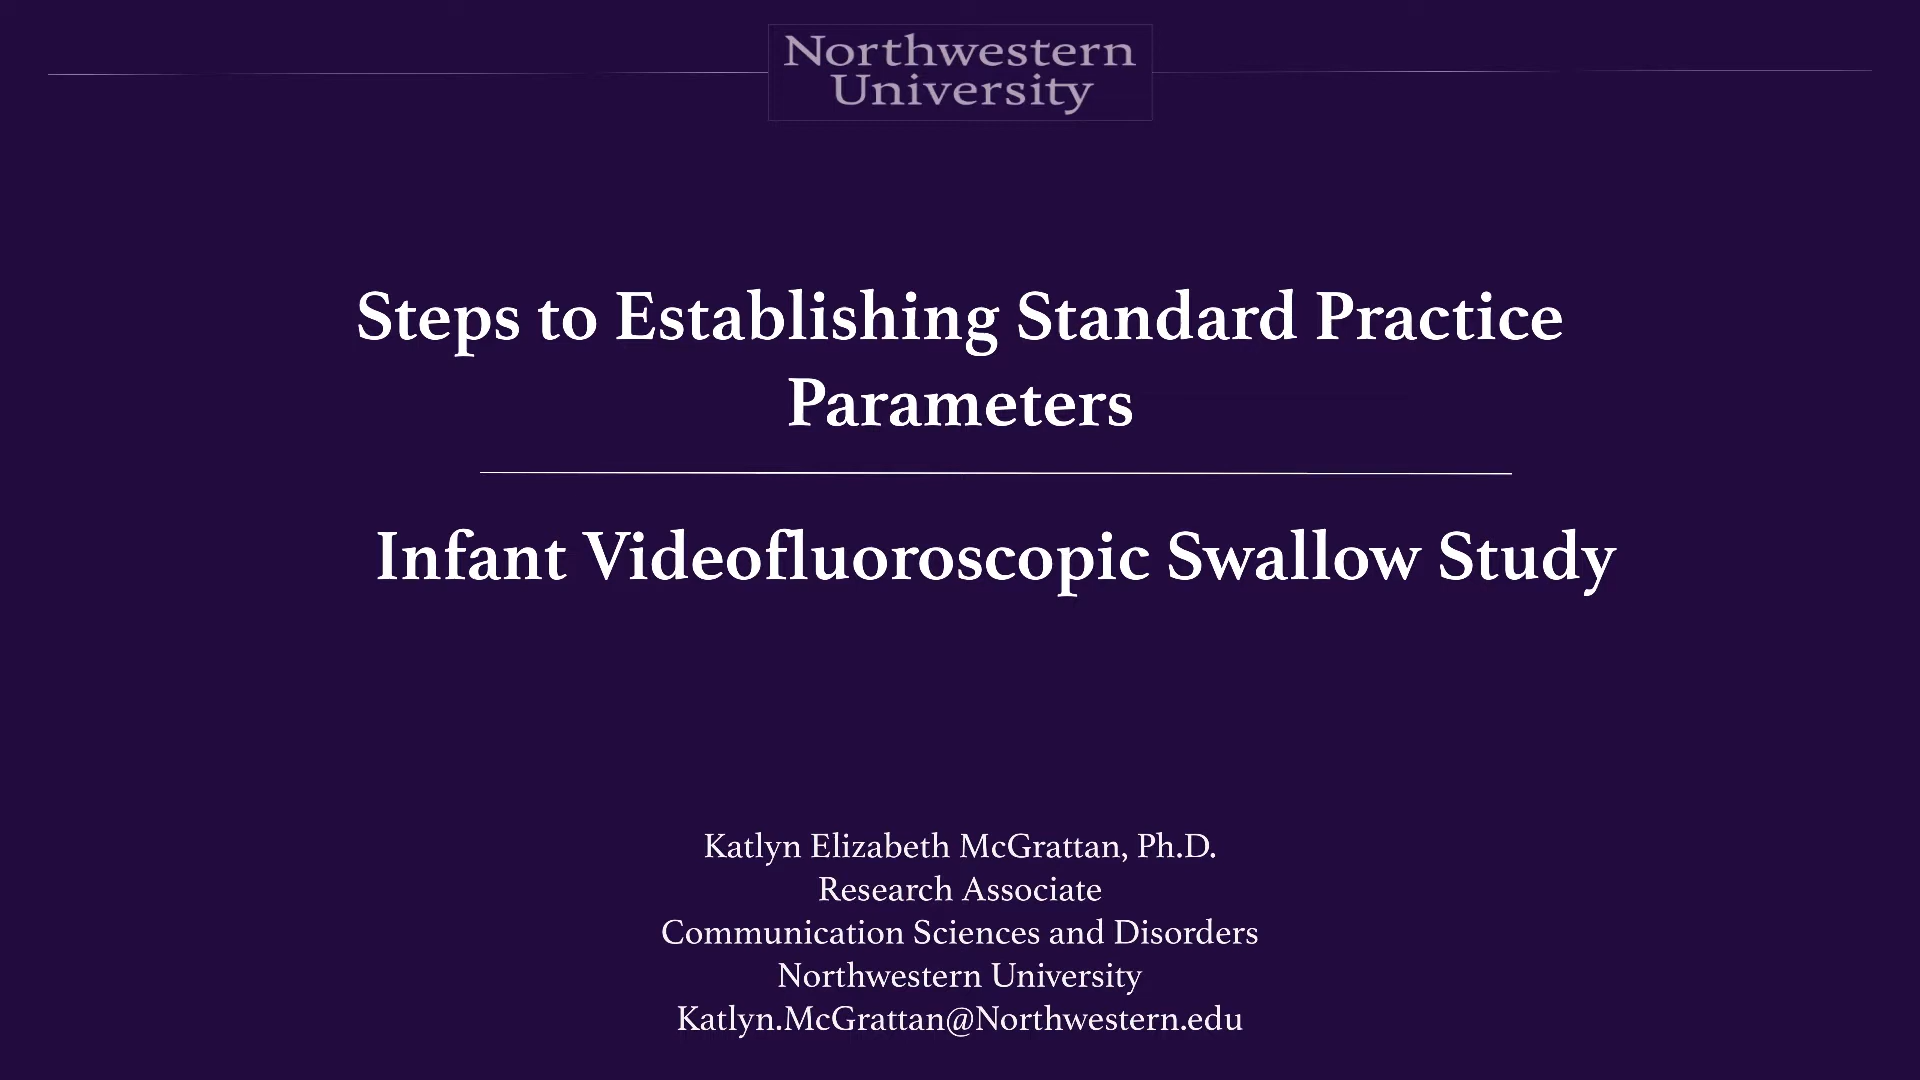 Northwestern
University
Steps to Establishing Standard Practice
Parameters
Infant Videofluoroscopic Swallow Study
Katlyn Elizabeth McGrattan, Ph.D.
Research Associate
Communication Sciences and Disorders
Northwestern University
Katlyn.McGrattan@Northwestern.edu